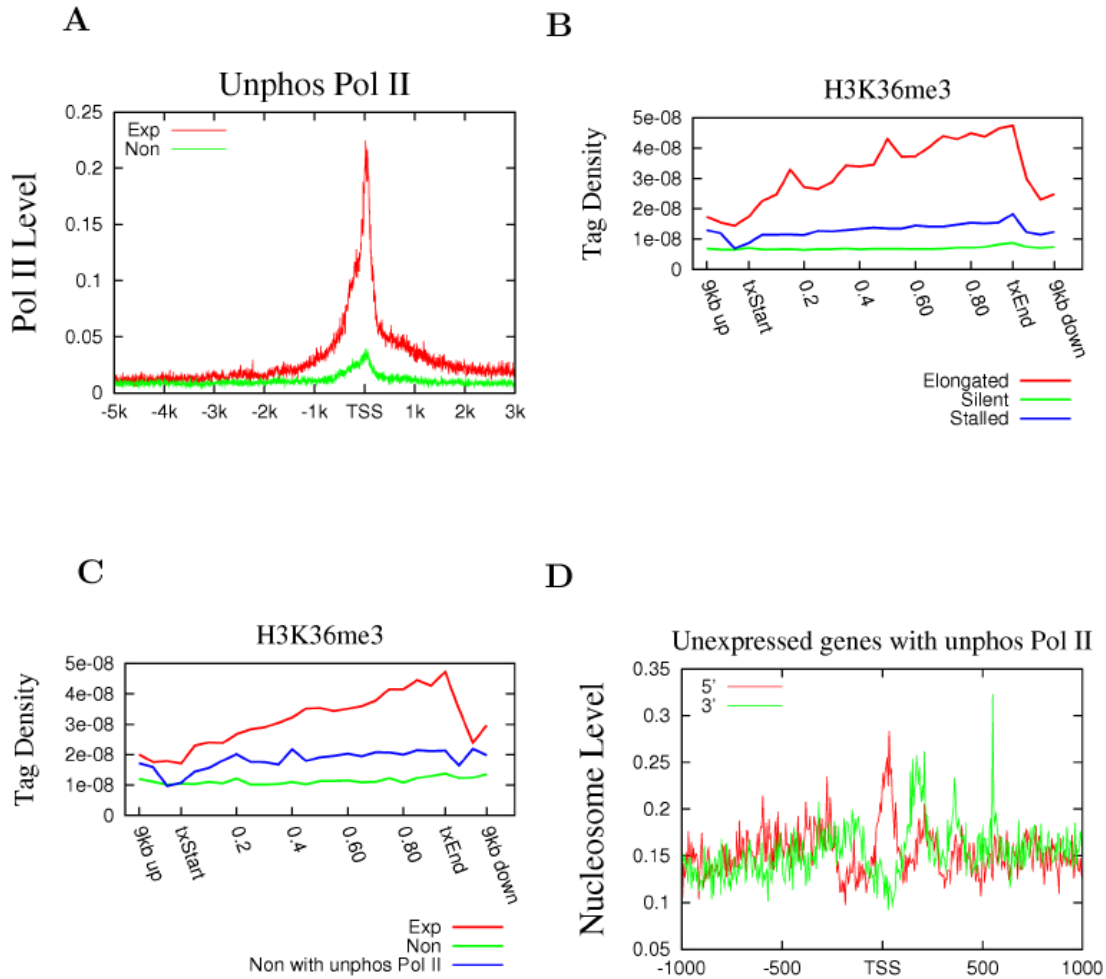 A
Unphos Pol II
Pol II Level
0.25
0.2
0.15
0.1
0.05
0
Exp
Non
-5k -4k -3k -2k -1k TSS 1k 2k 3k
B
H3K36me3
Tag Density
5e-08
4e-08
3e-08
2e-08
1e-08
0
9kb up txStart 0.2 0.4 0.60 0.80 txEnd 9kb down
Elongated
Silent
Stalled
C
H3K36me3
Tag Density
5e-08
4e-08
3e-08
2e-08
1e-08
0
9kb up txStart 0.2 0.4 0.60 0.80 txEnd 9kb down
Exp
Non
Non with unphos Pol II
D
Unexpressed genes with unphos Pol II
Nucleosome Level
0.35
0.3
0.25
0.2
0.15
0.1
0.05
5'
3'
-1000 -500 TSS 500 1000